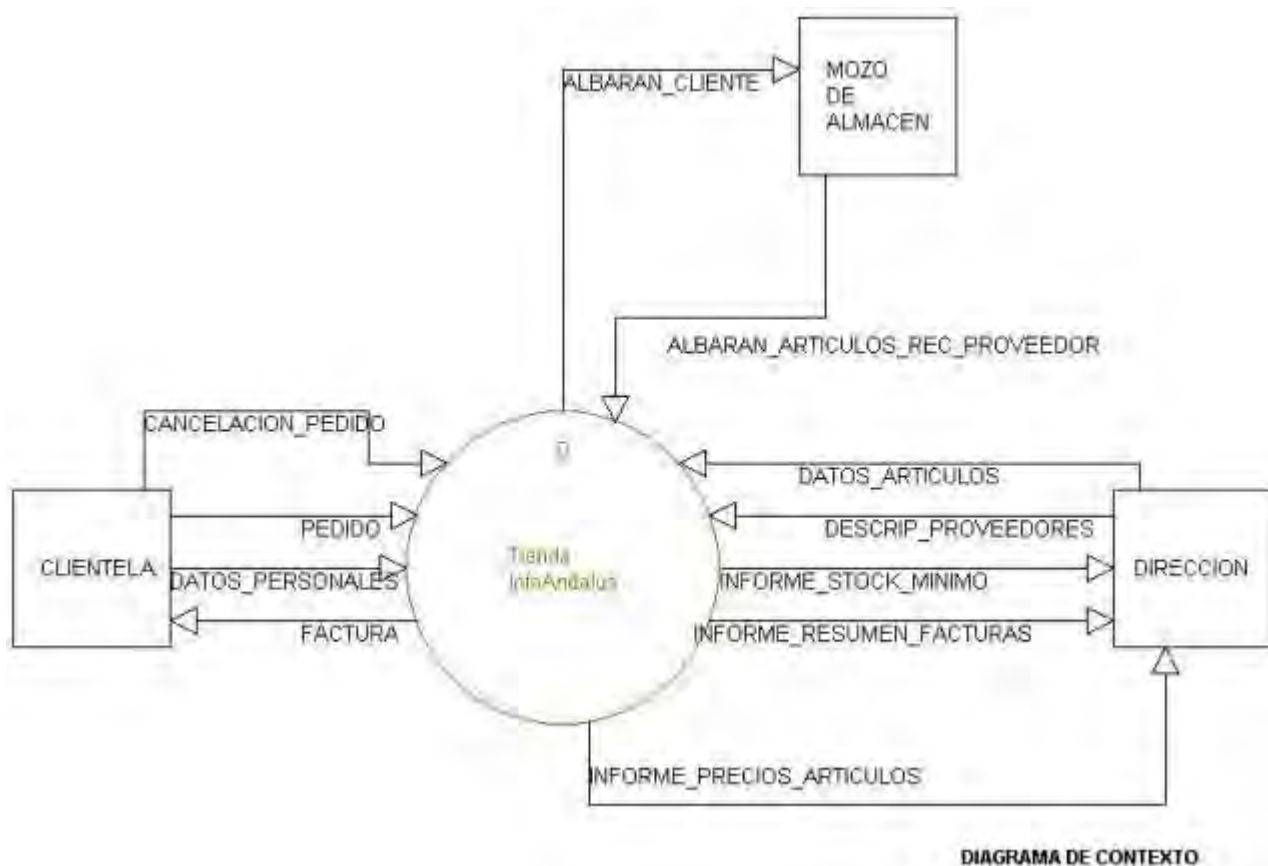 ALBARAN_CLIENTE
MOZO
DE
ALMACEN
ALBARAN_ARTICULOS_REC_PROVEEDOR
CANCELACION_PEDIDO
0
DATOS_ARTICULOS
PEDIDO
DESCRIP_PROVEEDORES
CLIENTELA
Tienda
InfoAndalus
DIRECCION
DATOS_PERSONALES
INFORME_STOCK_MINIMO
FACTURA
INFORME_RESUMEN_FACTURAS
INFORME_PRECIOS_ARTICULOS
DIAGRAMA DE CONTEXTO